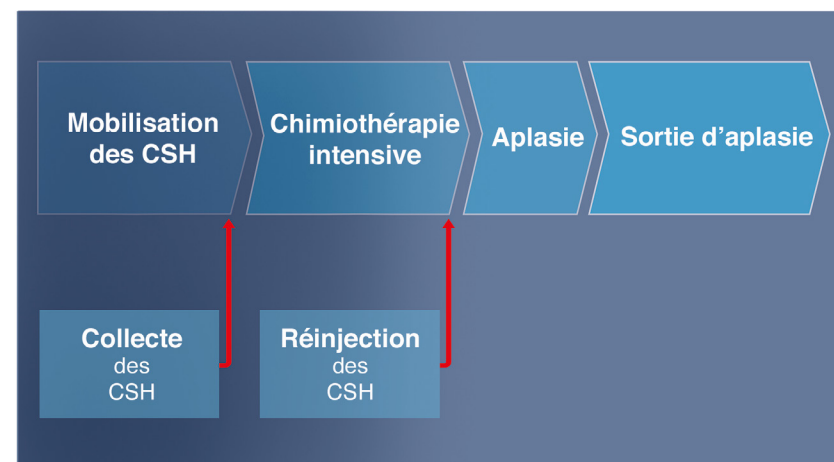 Mobilisation
des CSH
Chimiothérapie
intensive
Aplasie
Sortie d’aplasie
Collecte
des
CSH
Réinjection
des
CSH